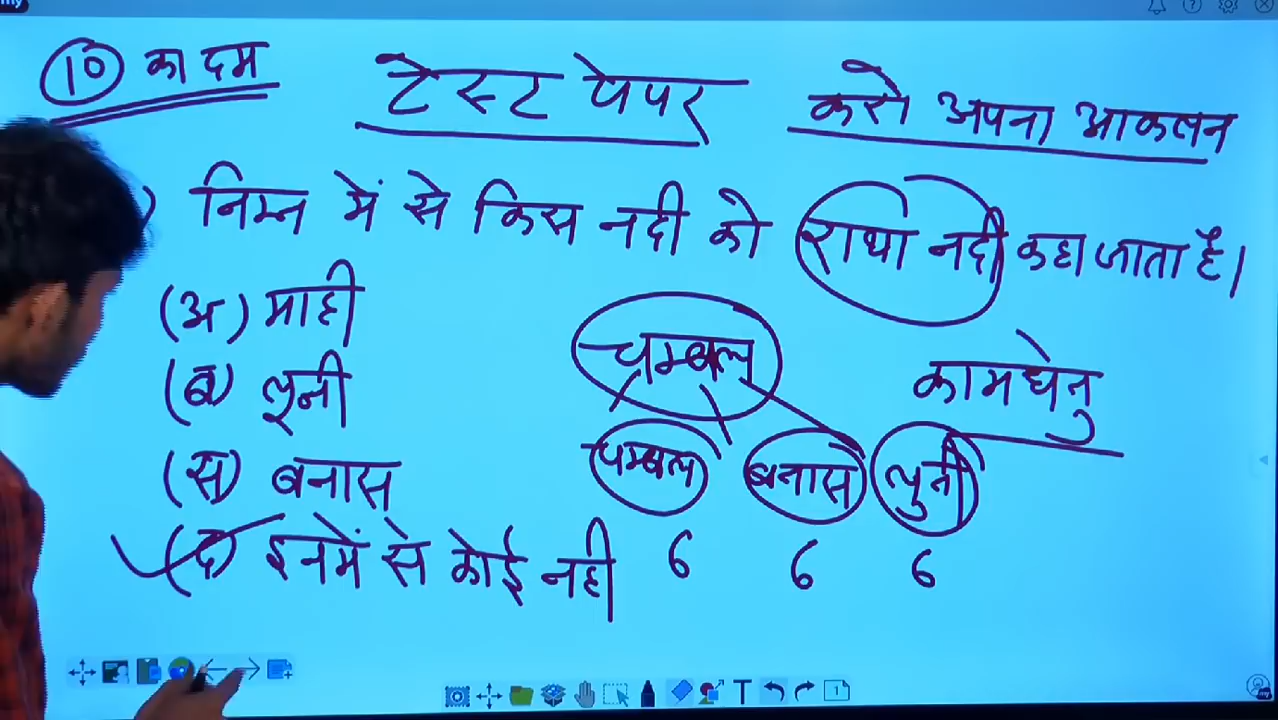 10 का दम
टेस्ट पेपर
करो अपना आकलन
निम्न में से किस नदी को राधा नदी कहा जाता है।
(अ) माही
(ब) लूनी
(स) बनास
(द) इनमें से कोई नही
चम्बल
कामधेनु
चम्बल बनास लुनी
6 6 6